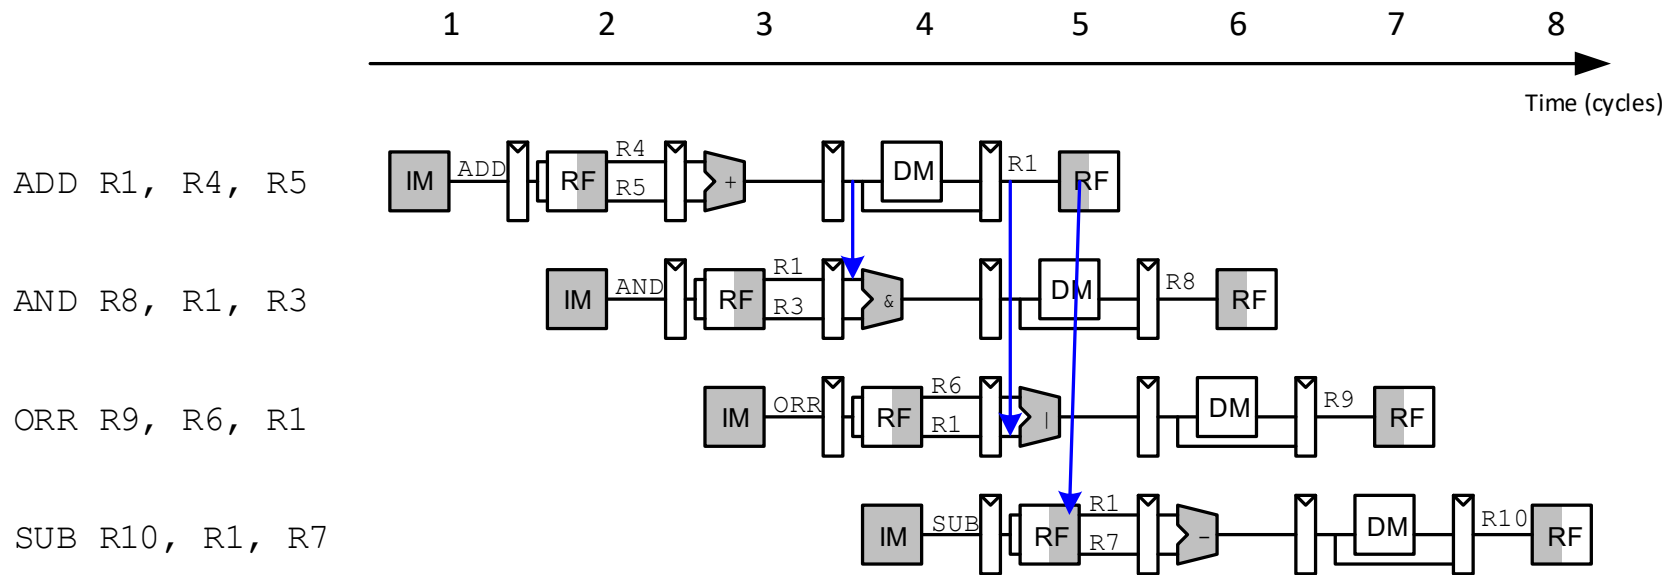 1 2 3 4 5 6 7 8
Time (cycles)
ADD R1, R4, R5 IM ADD RF R4 R5 + DM R1 RF
AND R8, R1, R3 IM AND RF R1 R3 & DM R8 RF
ORR R9, R6, R1 IM ORR RF R6 R1 | DM R9 RF
SUB R10, R1, R7 IM SUB RF R1 R7 - DM R10 RF